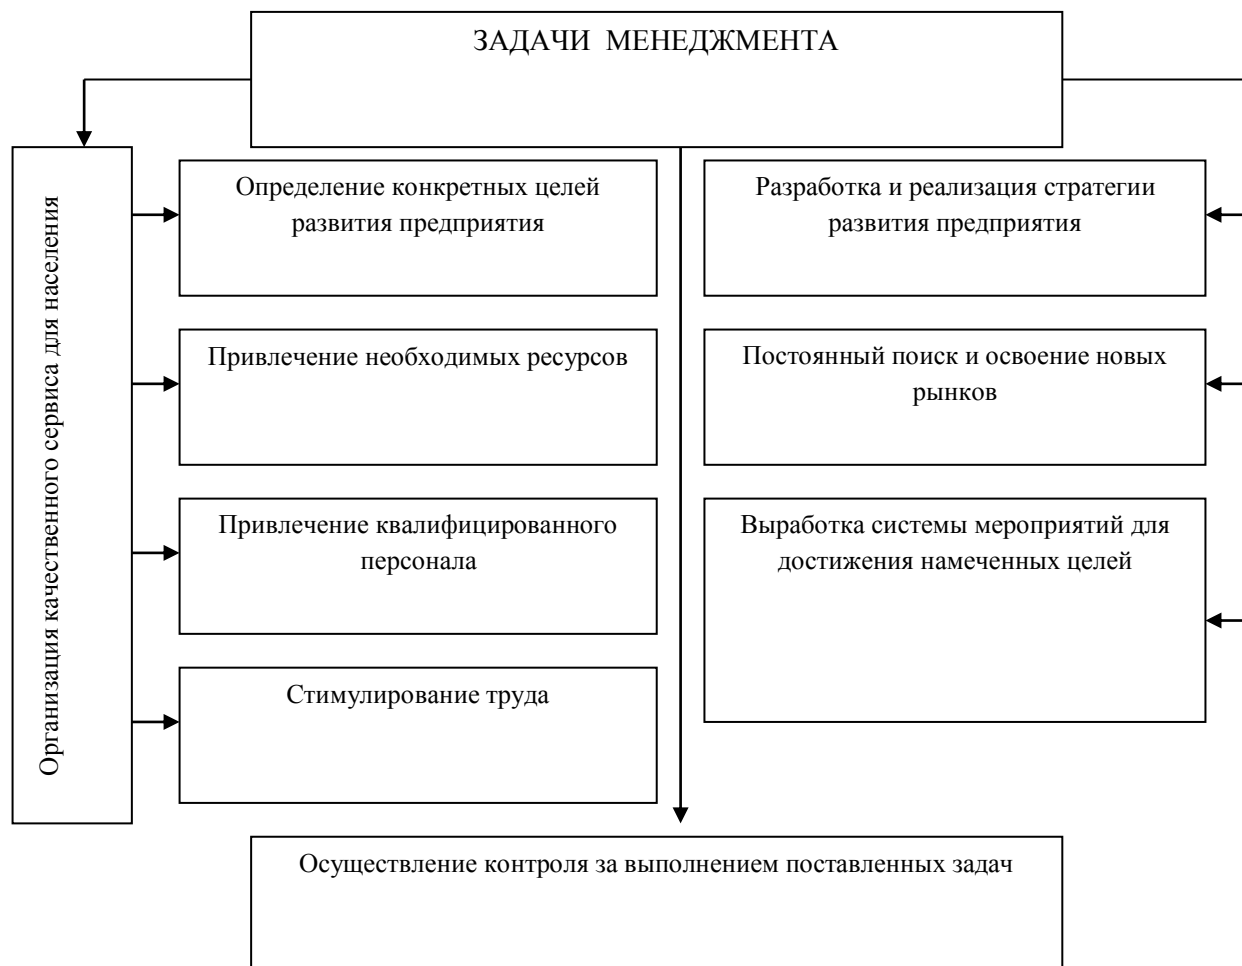 ЗАДАЧИ МЕНЕДЖМЕНТА
Организация качественного сервиса для населения
Определение конкретных целей
развития предприятия
Разработка и реализация стратегии
развития предприятия
Привлечение необходимых ресурсов
Постоянный поиск и освоение новых
рынков
Привлечение квалифицированного
персонала
Выработка системы мероприятий для
достижения намеченных целей
Стимулирование труда
Осуществление контроля за выполнением поставленных задач